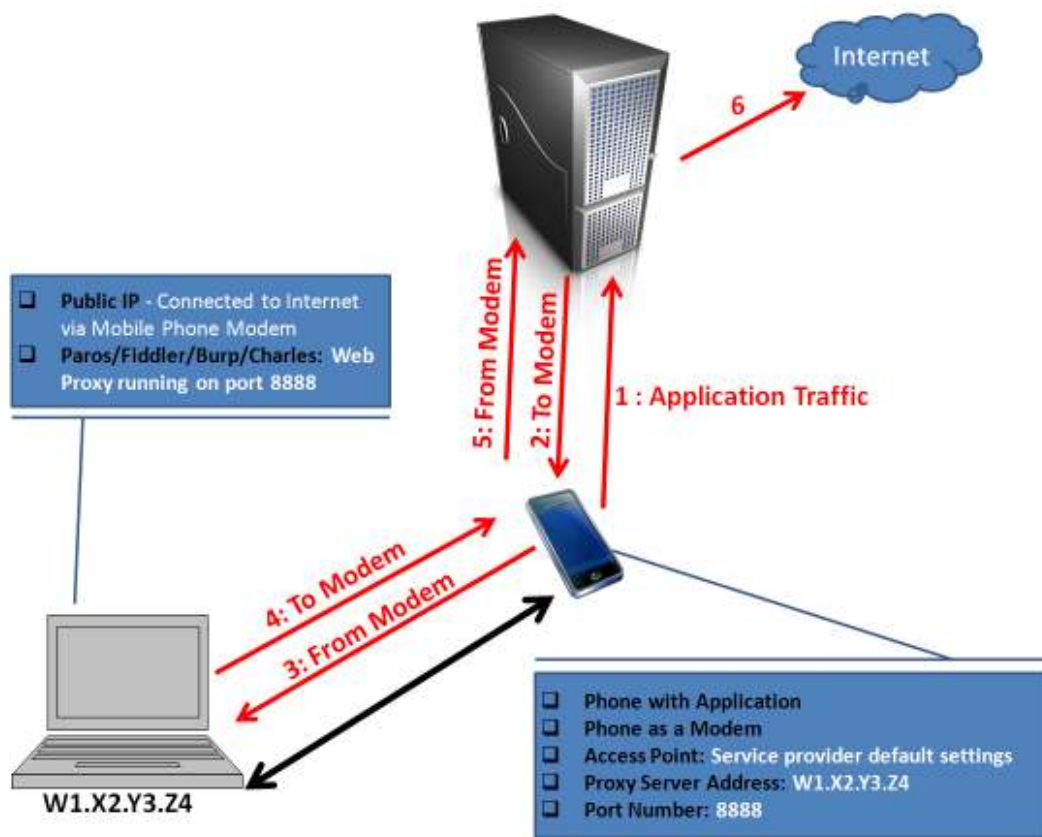 Internet
6
Public IP - Connected to Internet
via Mobile Phone Modem
Paros/Fiddler/Burp/Charles: Web
Proxy running on port 8888
5: From Modem
2: To Modem
1 : Application Traffic
4: To Modem
3: From Modem
W1.X2.Y3.Z4
Phone with Application
Phone as a Modem
Access Point: Service provider default settings
Proxy Server Address: W1.X2.Y3.Z4
Port Number: 8888